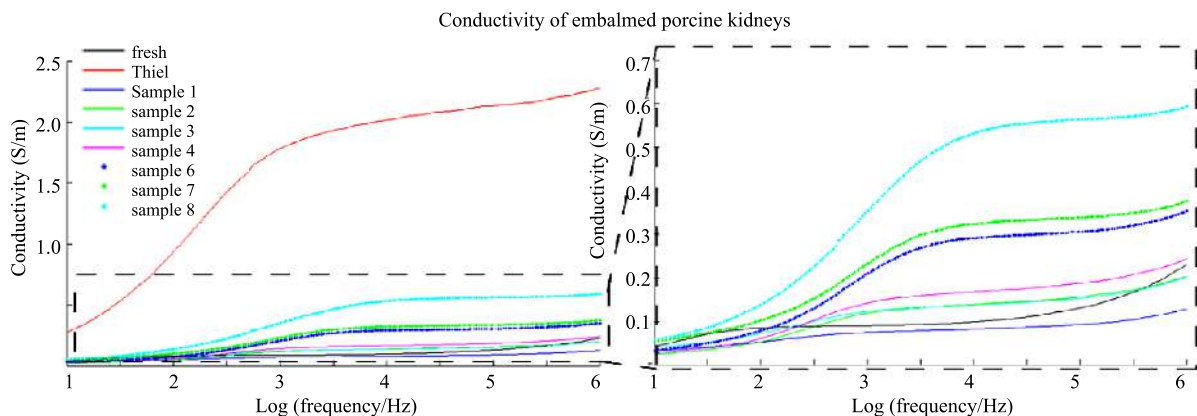 Conductivity of embalmed porcine kidneys
fresh
Thiel
Sample 1
sample 2
sample 3
sample 4
sample 6
sample 7
sample 8
2.5
2.0
1.5
1.0
Conductivity (S/m)
1 2 3 4 5 6
Log (frequency/Hz)
0.7
0.6
0.5
0.4
0.3
0.2
0.1
Conductivity (S/m)
1 2 3 4 5 6
Log (frequency/Hz)